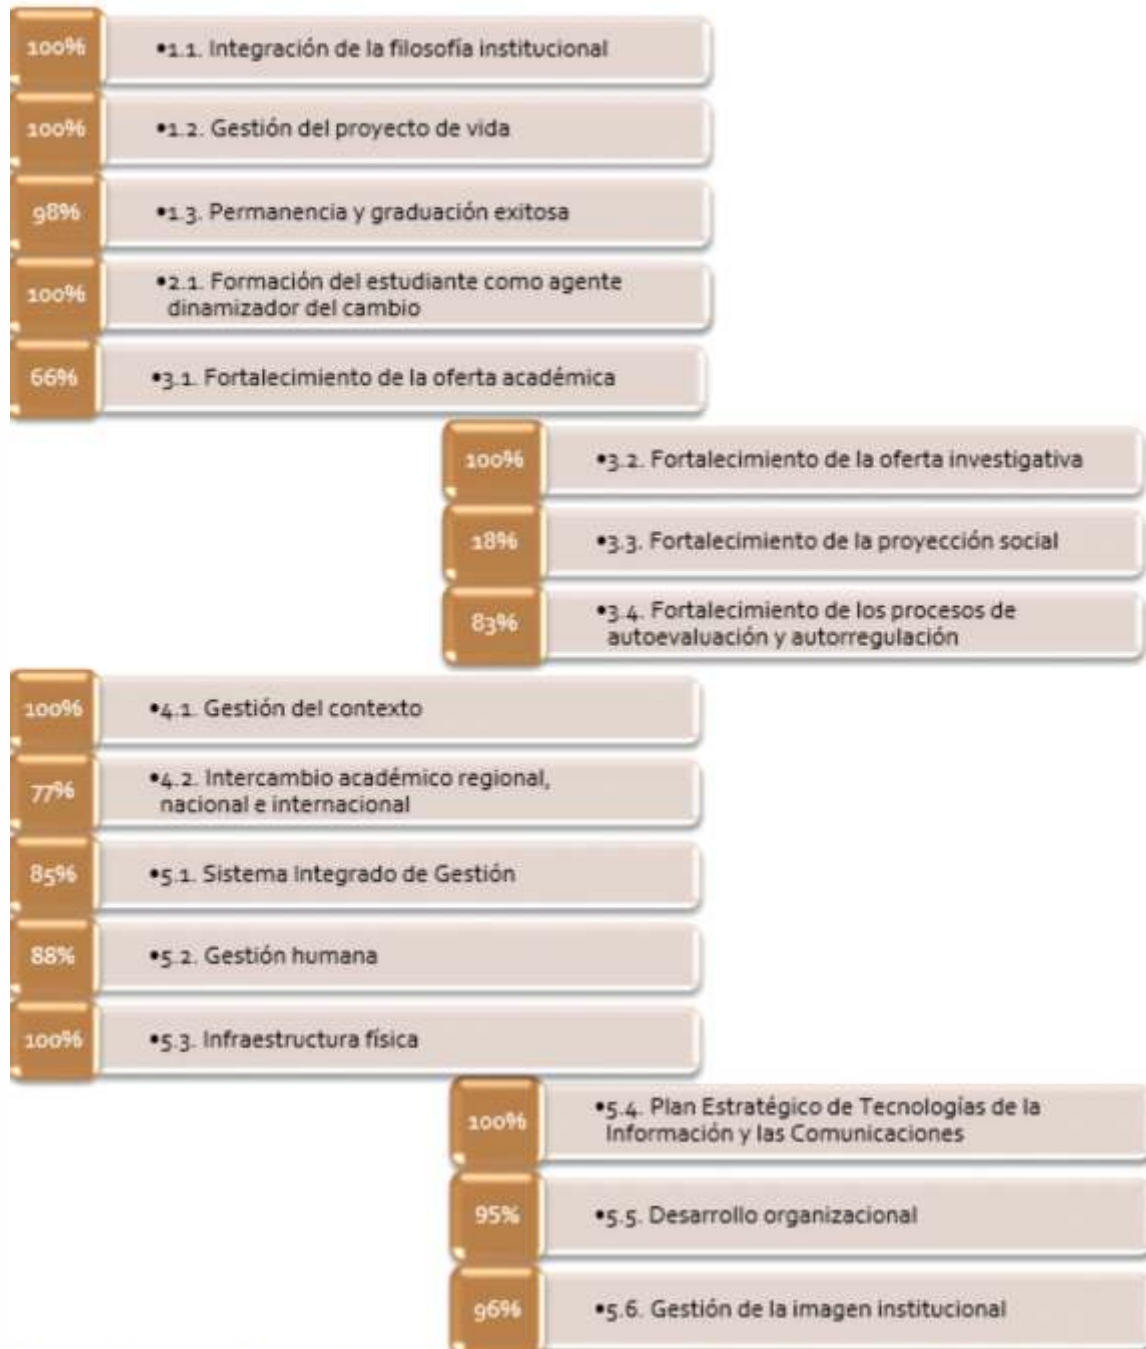 100%
•1.1. Integración de la filosofía institucional
100%
•1.2. Gestión del proyecto de vida
98%
•1.3. Permanencia y graduación exitosa
100%
•2.1. Formación del estudiante como agente
dinamizador del cambio
66%
•3.1. Fortalecimiento de la oferta académica
100%
•3.2. Fortalecimiento de la oferta investigativa
18%
•3.3. Fortalecimiento de la proyección social
83%
•3.4. Fortalecimiento de los procesos de
autoevaluación y autorregulación
100%
•4.1. Gestión del contexto
77%
•4.2. Intercambio académico regional,
nacional e internacional
85%
•5.1. Sistema Integrado de Gestión
88%
•5.2. Gestión humana
100%
•5.3. Infraestructura física
100%
•5.4. Plan Estratégico de Tecnologías de la
Información y las Comunicaciones
95%
•5.5. Desarrollo organizacional
96%
•5.6. Gestión de la imagen institucional